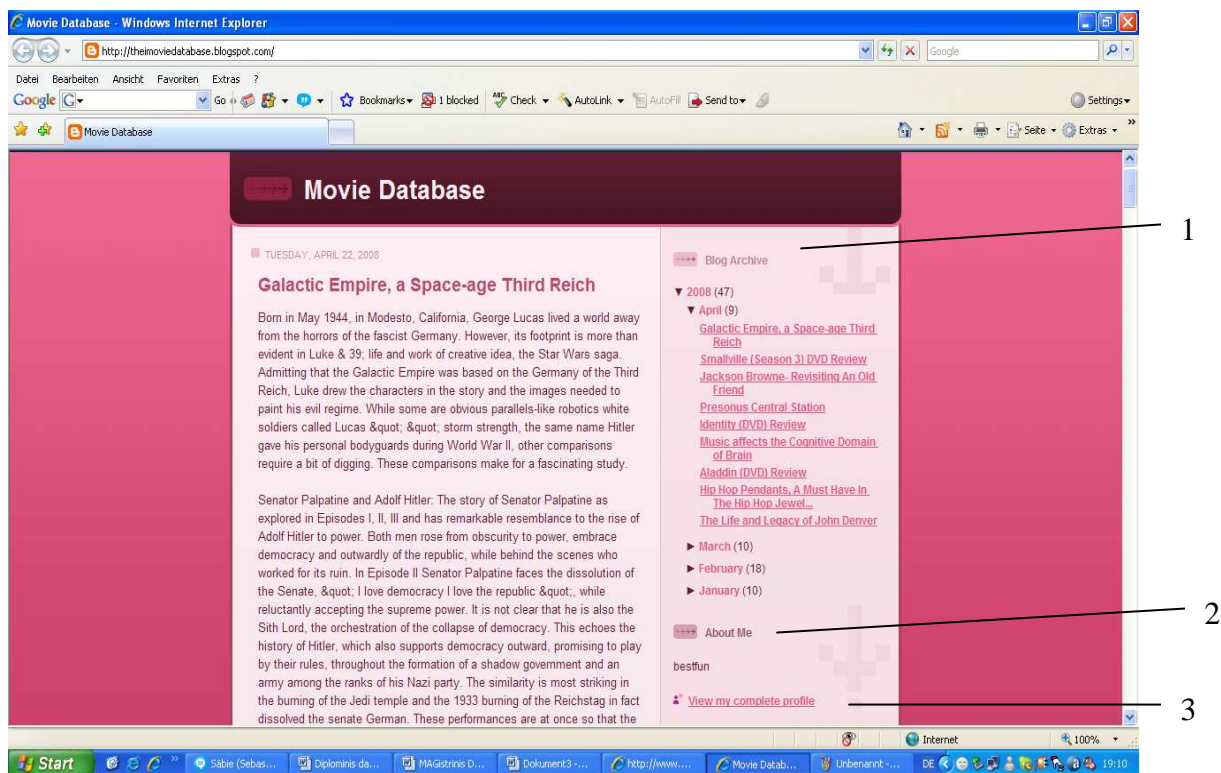 Movie Database - Windows Internet Explorer
http://theimoviedatabase.blogspot.com/
Google
Datei Bearbeiten Ansicht Favoriten Extras ?
Google G Go Bookmarks 1 blocked Check AutoLink AutoFill Send to Settings
Movie Database
Seite Extras
Movie Database
TUESDAY, APRIL 22, 2008
Galactic Empire, a Space-age Third Reich
Born in May 1944, in Modesto, California, George Lucas lived a world away
from the horrors of the fascist Germany. However, its footprint is more than
evident in Luke & 39; life and work of creative idea, the Star Wars saga.
Admitting that the Galactic Empire was based on the Germany of the Third
Reich, Luke drew the characters in the story and the images needed to
paint his evil regime. While some are obvious parallels-like robotics white
soldiers called Lucas &quot; &quot; storm strength, the same name Hitler
gave his personal bodyguards during World War II, other comparisons
require a bit of digging. These comparisons make for a fascinating study.
Senator Palpatine and Adolf Hitler: The story of Senator Palpatine as
explored in Episodes I, II, III and has remarkable resemblance to the rise of
Adolf Hitler to power. Both men rose from obscurity to power, embrace
democracy and outwardly of the republic, while behind the scenes who
worked for its ruin. In Episode II Senator Palpatine faces the dissolution of
the Senate, &quot; I love democracy I love the republic &quot;, while
reluctantly accepting the supreme power. It is not clear that he is also the
Sith Lord, the orchestration of the collapse of democracy. This echoes the
history of Hitler, which also supports democracy outward, promising to play
by their rules, throughout the formation of a shadow government and an
army among the ranks of his Nazi party. The similarity is most striking in
the burning of the Jedi temple and the 1933 burning of the Reichstag in fact
dissolved the senate German. These performances are at once so that the
Blog Archive
1
▼ 2008 (47)
▼ April (9)
Galactic Empire, a Space-age Third
Reich
Smallville (Season 3) DVD Review
Jackson Browne- Revisiting An Old
Friend
Presonus Central Station
Identity (DVD) Review
Music affects the Cognitive Domain
of Brain
Aladdin (DVD) Review
Hip Hop Pendants, A Must Have In
The Hip Hop Jewel...
The Life and Legacy of John Denver
► March (10)
► February (18)
► January (10)
About Me
2
bestfun
View my complete profile
3
Internet 100%
Start Säbie (Sebas... Diplominis da... MAGistrinis D... Dokument3 -... http://www.... Movie Datab... Unbenannt -... DE 19:10